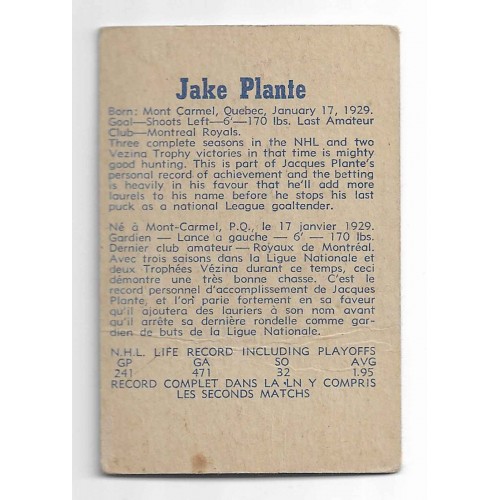 Jake Plante
Born: Mont Carmel, Quebec, January 17, 1929.
Goal—Shoots Left—6'—170 lbs. Last Amateur
Club—Montreal Royals.
Three complete seasons in the NHL and two
Vezina Trophy victories in that time is mighty
good hunting. This is part of Jacques Plante's
personal record of achievement and the betting
is heavily in his favour that he'll add more
laurels to his name before he stops his last
puck as a national League goaltender.
Né à Mont-Carmel, P.Q., le 17 janvier 1929.
Gardien — Lance a gauche — 6' — 170 lbs.
Dernier club amateur — Royaux de Montréal.
Avec trois saisons dans la Ligue Nationale et
deux Trophées Vézina durant ce temps, ceci
démontre une très bonne chasse. C'est le
record personnel d'accomplissement de Jacques
Plante, et l'on parie fortement en sa faveur
qu'il ajoutera des lauriers à son nom avant
qu'il arrête sa dernière rondelle comme gar-
dien de buts de la Ligue Nationale.
N.H.L. LIFE RECORD INCLUDING PLAYOFFS
GP GA SO AVG
241 471 32 1.95
RECORD COMPLET DANS LA LN Y COMPRIS
LES SECONDS MATCHS